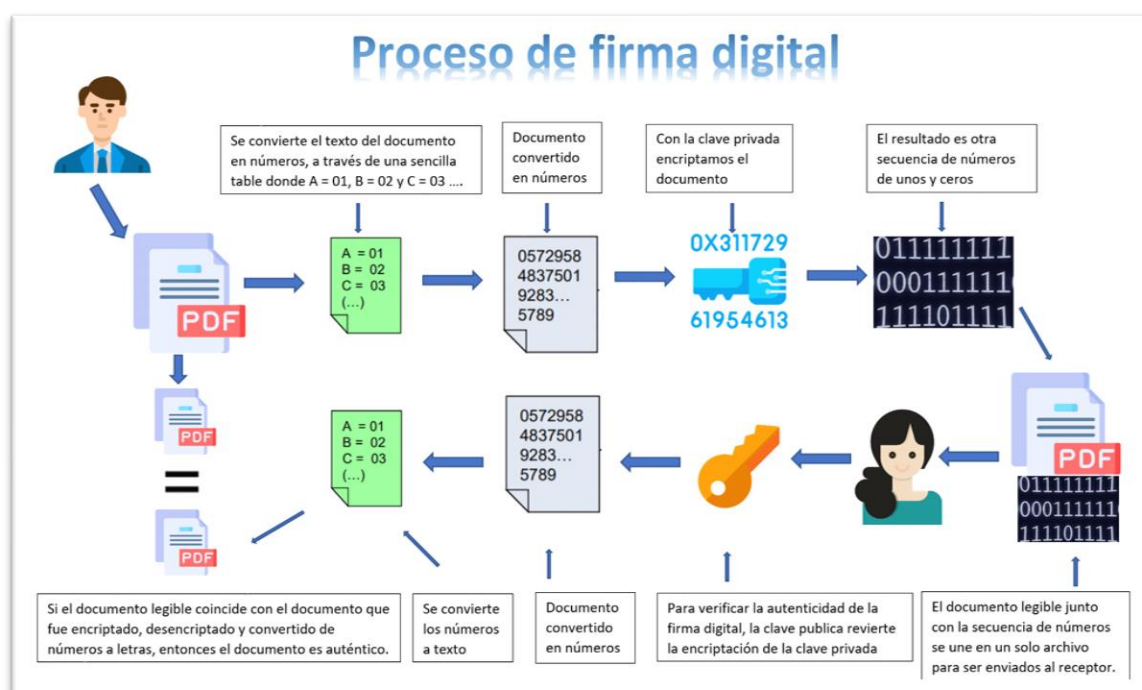 Proceso de firma digital
Se convierte el texto del documento
en números, a través de una sencilla
table donde A = 01, B = 02 y C = 03 ....
Documento
convertido
en números
Con la clave privada
encriptamos el
documento
El resultado es otra
secuencia de números
de unos y ceros
PDF
A = 01
B = 02
C = 03
(...)
0572958
4837501
9283...
5789
0X311729
61954613
011111111
000111111
111101111
PDF
=
PDF
A = 01
B = 02
C = 03
(...)
0572958
4837501
9283...
5789
PDF
011111111
000111111
111101111
Si el documento legible coincide con el documento que
fue encriptado, desencriptado y convertido de
números a letras, entonces el documento es auténtico.
Se convierte
los números
a texto
Documento
convertido
en números
Para verificar la autenticidad de la
firma digital, la clave publica revierte
la encriptación de la clave privada
El documento legible junto
con la secuencia de números
se une en un solo archivo
para ser enviados al receptor.